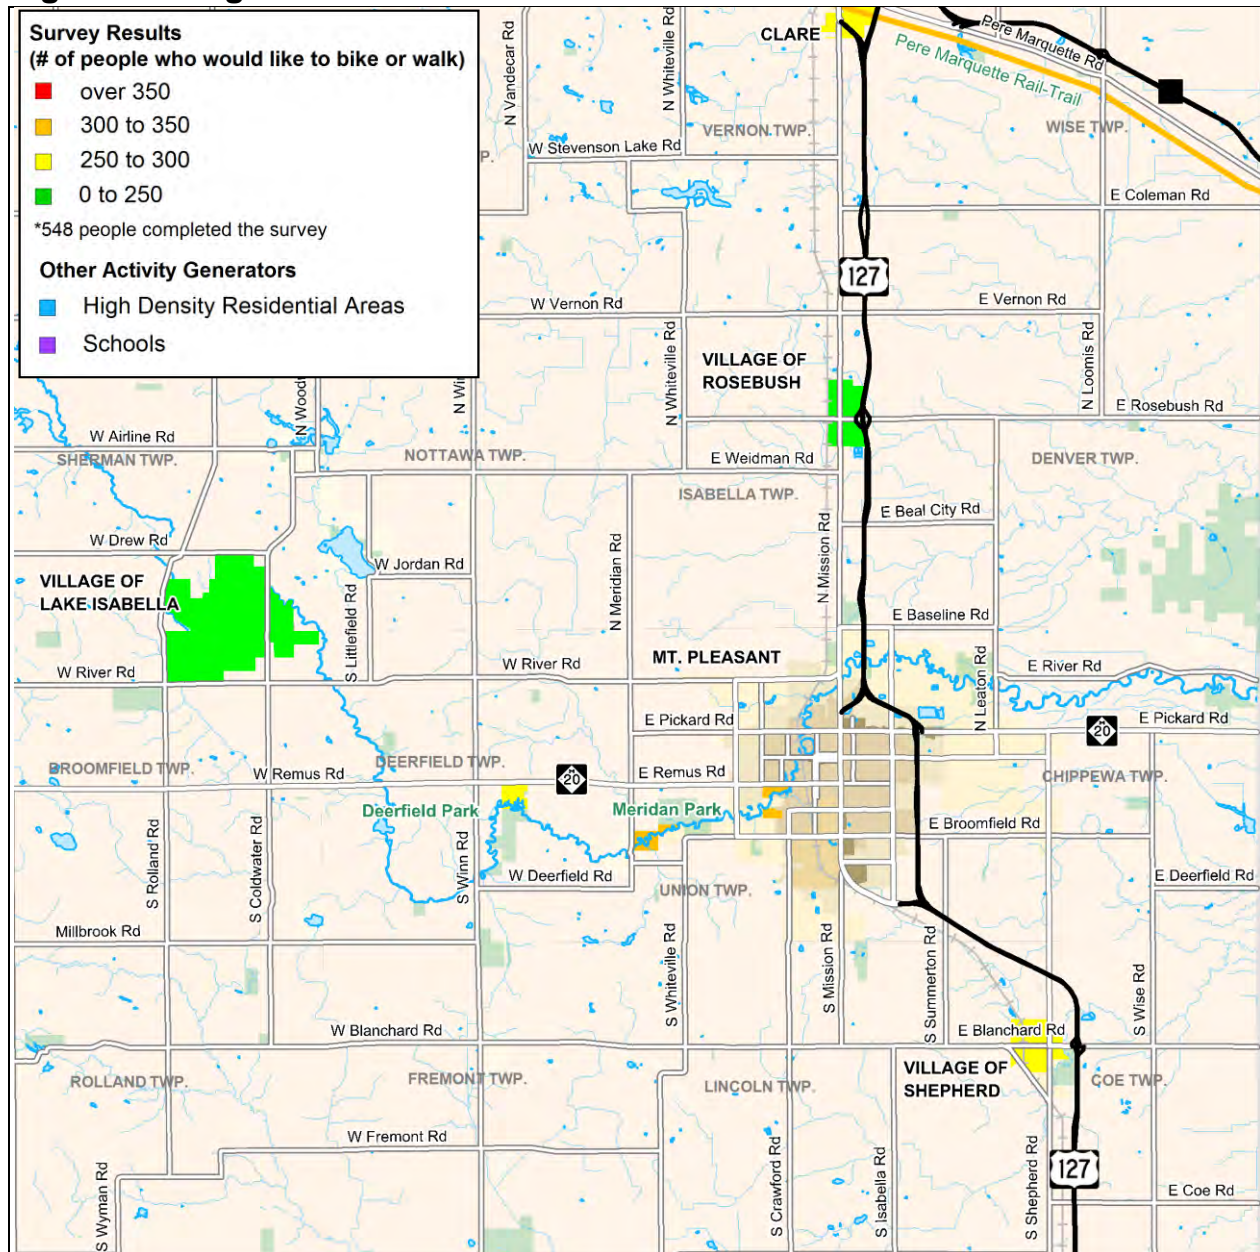 Survey Results
(# of people who would like to bike or walk)
over 350
300 to 350
250 to 300
0 to 250
*548 people completed the survey
Other Activity Generators
High Density Residential Areas
Schools
N Vandecar Rd
N Whiteville Rd
CLARE
Pere Marquette Rd
Pere Marquette Rail-Trail
VERNON TWP.
WISE TWP.
P.
W Stevenson Lake Rd
E Coleman Rd
127
W Vernon Rd
E Vernon Rd
N Whiteville Rd
VILLAGE OF
ROSEBUSH
N Loomis Rd
E Rosebush Rd
W Airline Rd
SHERMAN TWP.
NOTTAWA TWP.
E Weidman Rd
DENVER TWP.
ISABELLA TWP.
E Beal City Rd
W Drew Rd
N Mission Rd
N Meridian Rd
W Jordan Rd
VILLAGE OF
LAKE ISABELLA
S Littlefield Rd
E Baseline Rd
MT. PLEASANT
W River Rd
W River Rd
N Leaton Rd
E River Rd
E Pickard Rd
E Pickard Rd
20
BROOMFIELD TWP.
W Remus Rd
DEERFIELD TWP.
20
E Remus Rd
CHIPPEWA TWP.
Deerfield Park
Meridan Park
E Broomfield Rd
S Rolland Rd
S Coldwater Rd
S Winn Rd
W Deerfield Rd
UNION TWP.
E Deerfield Rd
Millbrook Rd
S Whiteville Rd
S Mission Rd
S Summerton Rd
S Wise Rd
W Blanchard Rd
E Blanchard Rd
ROLLAND TWP.
FREMONT TWP.
LINCOLN TWP.
VILLAGE OF
SHEPHERD
COE TWP.
W Fremont Rd
S Wyman Rd
S Crawford Rd
S Isabella Rd
S Shepherd Rd
127
E Coe Rd